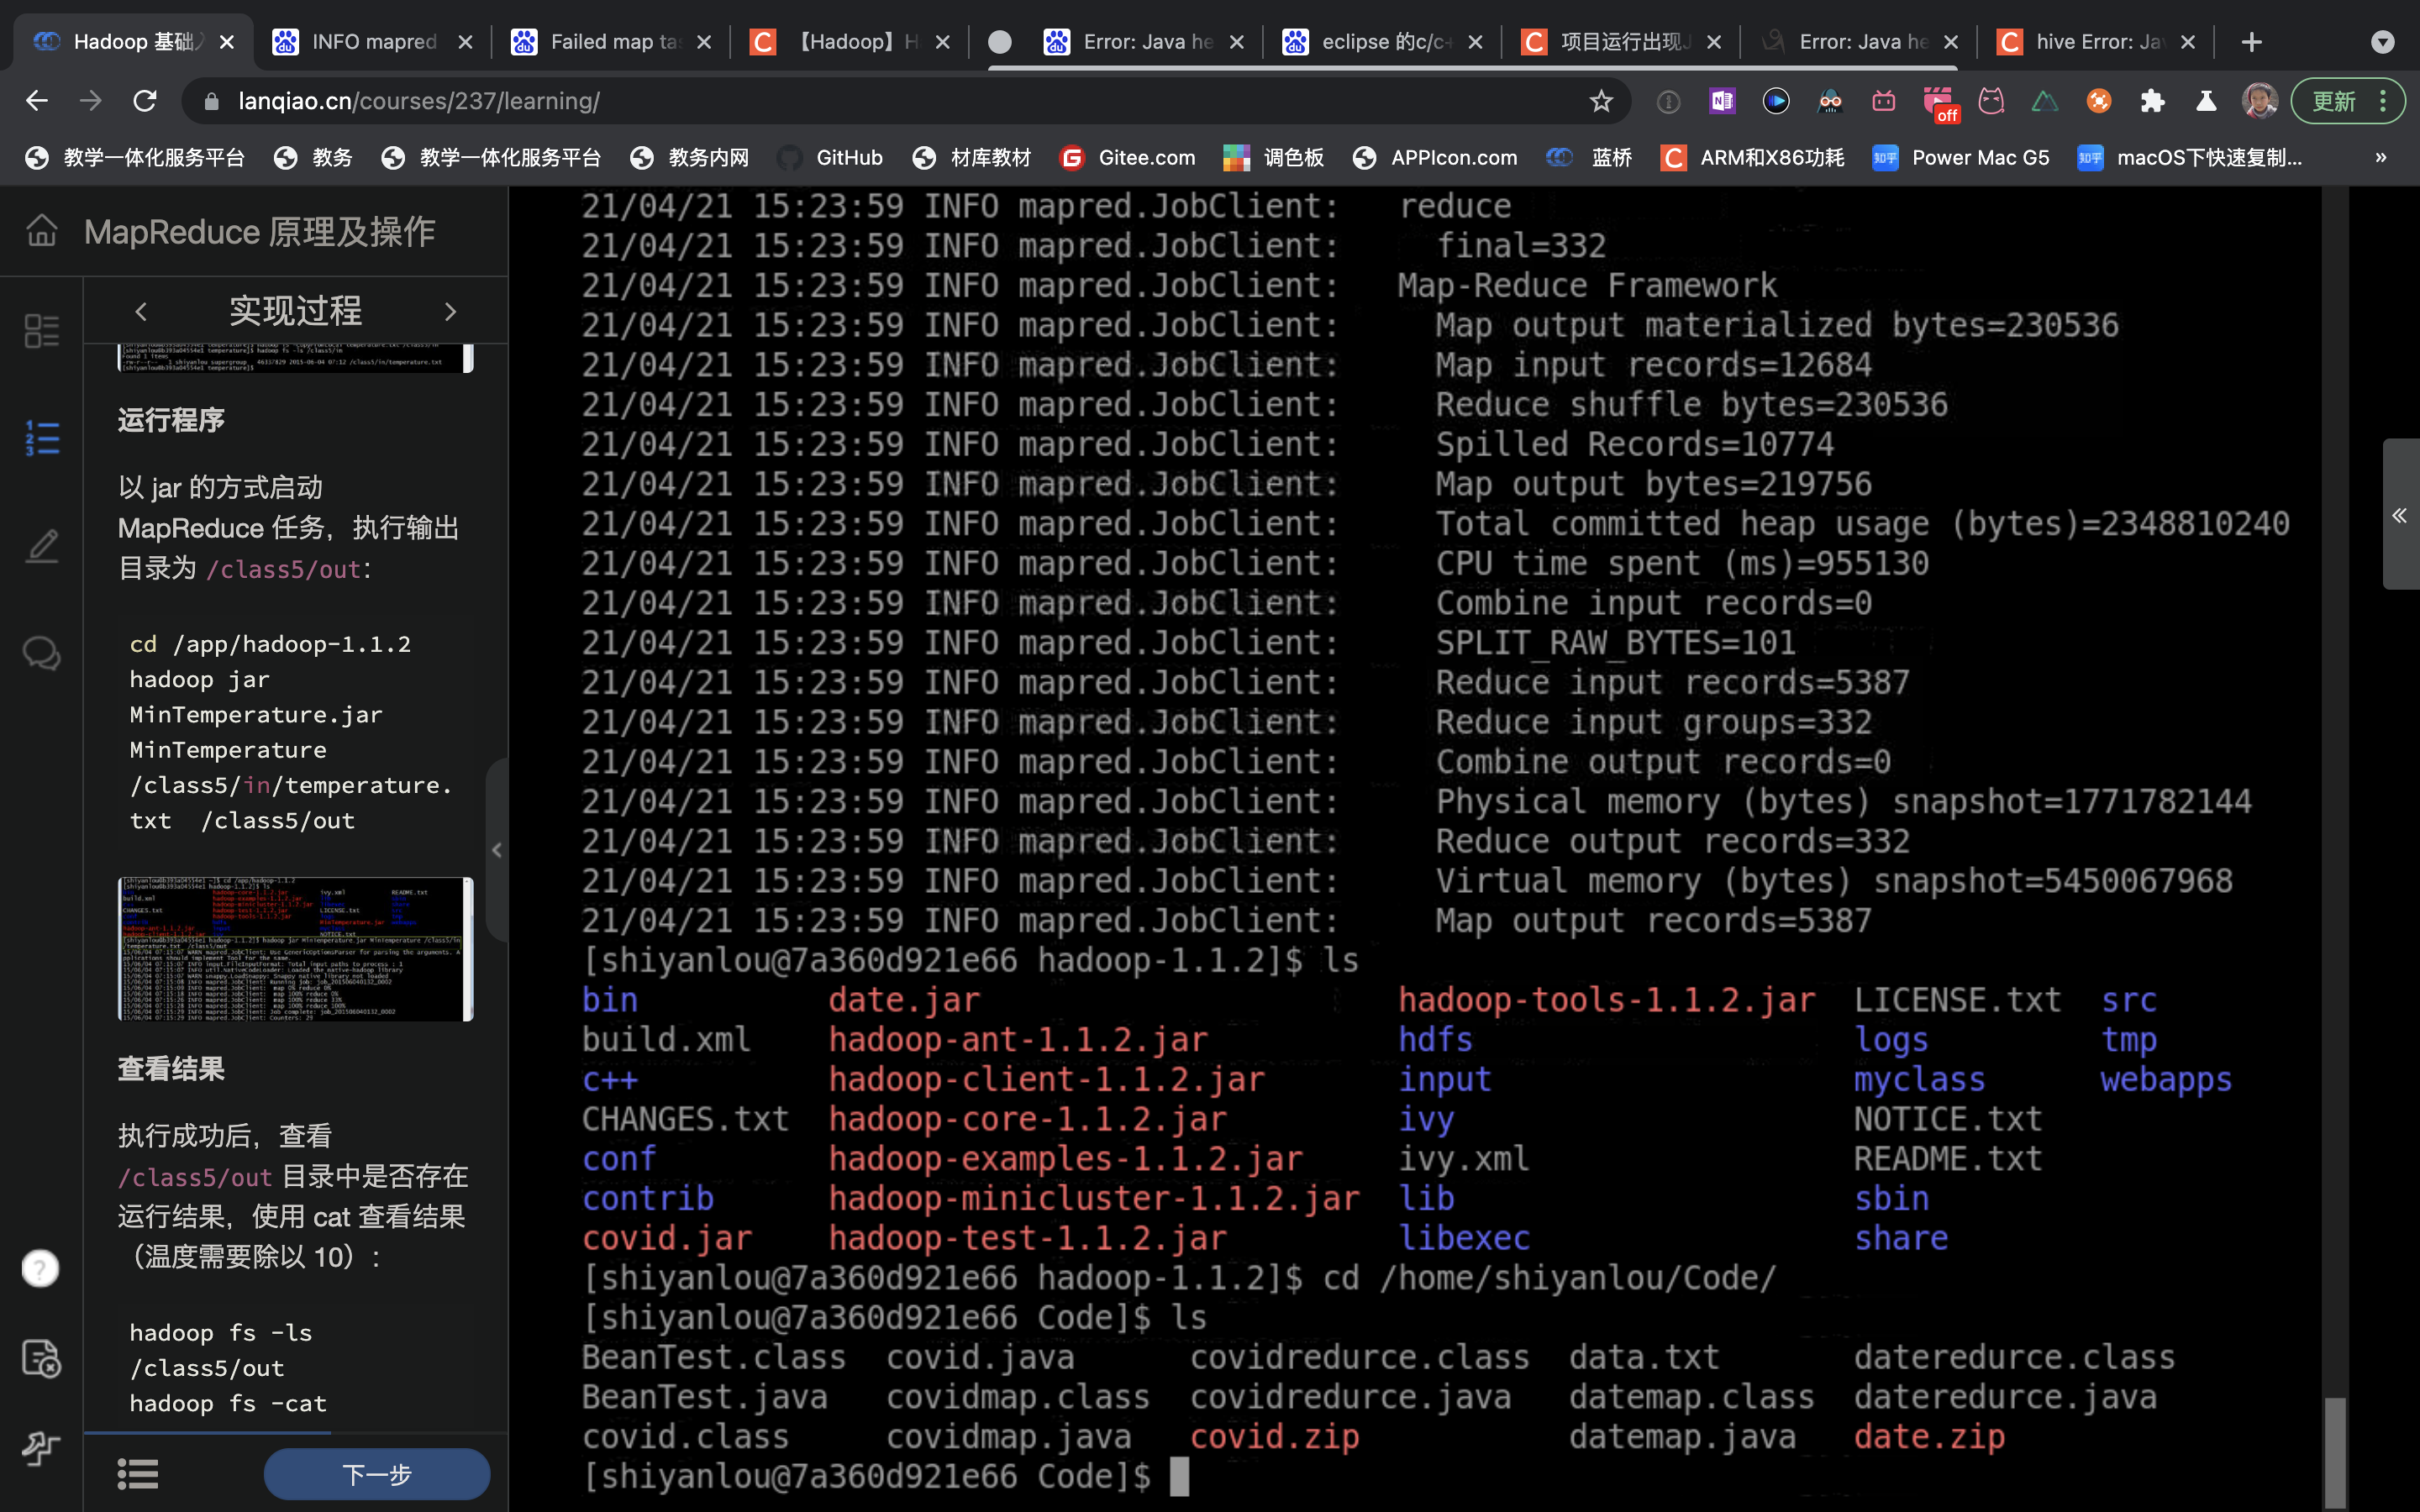 Hadoop 基础入
INFO mapred
Failed map ta
【Hadoop】H
Error: Java he
eclipse 的c/c+
项目运行出现J
Error: Java he
hive Error: Ja
lanqiao.cn/courses/237/learning/
off
更新
教学一体化服务平台
教务
教学一体化服务平台
教务内网
GitHub
材库教材
Gitee.com
调色板
APPIcon.com
蓝桥
ARM和X86功耗
知乎
Power Mac G5
知乎
macOS下快速复制...
»
MapReduce 原理及操作
实现过程
运行程序
以 jar 的方式启动
MapReduce 任务，执行输出
目录为 /class5/out：
cd /app/hadoop-1.1.2
hadoop jar
MinTemperature.jar
MinTemperature
/class5/in/temperature.
txt  /class5/out
查看结果
执行成功后，查看
/class5/out 目录中是否存在
运行结果，使用 cat 查看结果
（温度需要除以 10）：
hadoop fs -ls
/class5/out
hadoop fs -cat
下一步
21/04/21 15:23:59 INFO mapred.JobClient:   reduce
21/04/21 15:23:59 INFO mapred.JobClient:     final=332
21/04/21 15:23:59 INFO mapred.JobClient:   Map-Reduce Framework
21/04/21 15:23:59 INFO mapred.JobClient:     Map output materialized bytes=230536
21/04/21 15:23:59 INFO mapred.JobClient:     Map input records=12684
21/04/21 15:23:59 INFO mapred.JobClient:     Reduce shuffle bytes=230536
21/04/21 15:23:59 INFO mapred.JobClient:     Spilled Records=10774
21/04/21 15:23:59 INFO mapred.JobClient:     Map output bytes=219756
21/04/21 15:23:59 INFO mapred.JobClient:     Total committed heap usage (bytes)=2348810240
21/04/21 15:23:59 INFO mapred.JobClient:     CPU time spent (ms)=955130
21/04/21 15:23:59 INFO mapred.JobClient:     Combine input records=0
21/04/21 15:23:59 INFO mapred.JobClient:     SPLIT_RAW_BYTES=101
21/04/21 15:23:59 INFO mapred.JobClient:     Reduce input records=5387
21/04/21 15:23:59 INFO mapred.JobClient:     Reduce input groups=332
21/04/21 15:23:59 INFO mapred.JobClient:     Combine output records=0
21/04/21 15:23:59 INFO mapred.JobClient:     Physical memory (bytes) snapshot=1771782144
21/04/21 15:23:59 INFO mapred.JobClient:     Reduce output records=332
21/04/21 15:23:59 INFO mapred.JobClient:     Virtual memory (bytes) snapshot=5450067968
21/04/21 15:23:59 INFO mapred.JobClient:     Map output records=5387
[shiyanlou@7a360d921e66 hadoop-1.1.2]$ ls
bin  date.jar  hadoop-tools-1.1.2.jar  LICENSE.txt  src
build.xml  hadoop-ant-1.1.2.jar  hdfs  logs  tmp
c++  hadoop-client-1.1.2.jar  input  myclass  webapps
CHANGES.txt  hadoop-core-1.1.2.jar  ivy  NOTICE.txt
conf  hadoop-examples-1.1.2.jar  ivy.xml  README.txt
contrib  hadoop-minicluster-1.1.2.jar  lib  sbin
covid.jar  hadoop-test-1.1.2.jar  libexec  share
[shiyanlou@7a360d921e66 hadoop-1.1.2]$ cd /home/shiyanlou/Code/
[shiyanlou@7a360d921e66 Code]$ ls
BeanTest.class  covid.java  covidredurce.class  data.txt  dateredurce.class
BeanTest.java  covidmap.class  covidredurce.java  datemap.class  dateredurce.java
covid.class  covidmap.java  covid.zip  datemap.java  date.zip
[shiyanlou@7a360d921e66 Code]$